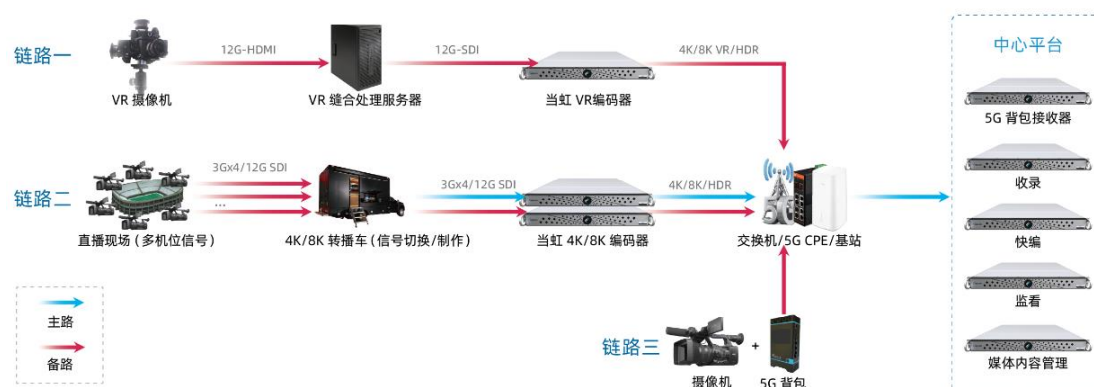 链路一
12G-HDMI
12G-SDI
4K/8K VR/HDR
VR 摄像机
VR 缝合处理服务器
当虹 VR编码器
链路二
3Gx4/12G SDI
...
3Gx4/12G SDI
4K/8K/HDR
直播现场（多机位信号）
4K/8K 转播车（信号切换/制作）
当虹 4K/8K 编码器
交换机/5G CPE/基站
主路
备路
链路三
+
摄像机
5G 背包
中心平台
5G 背包接收器
收录
快编
监看
媒体内容管理